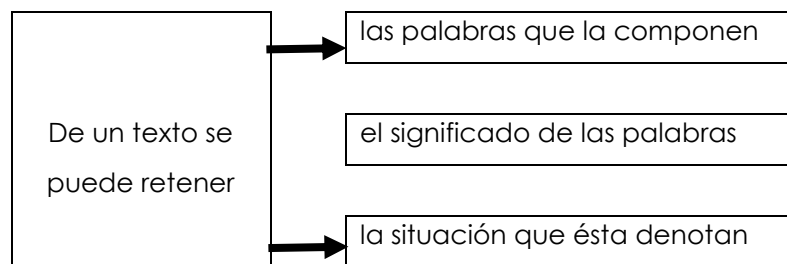 De un texto se
puede retener
las palabras que la componen
el significado de las palabras
la situación que ésta denotan